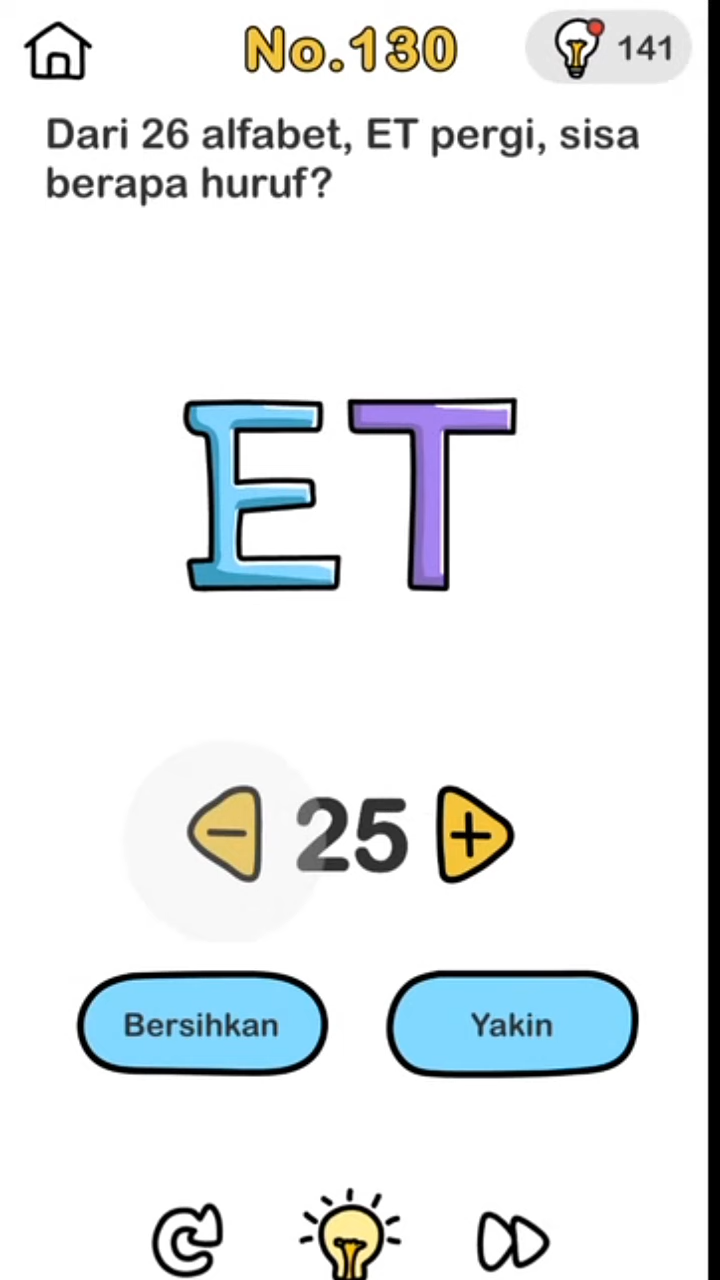 No.130
141
Dari 26 alfabet, ET pergi, sisa
berapa huruf?
ET
− 25 +
Bersihkan
Yakin